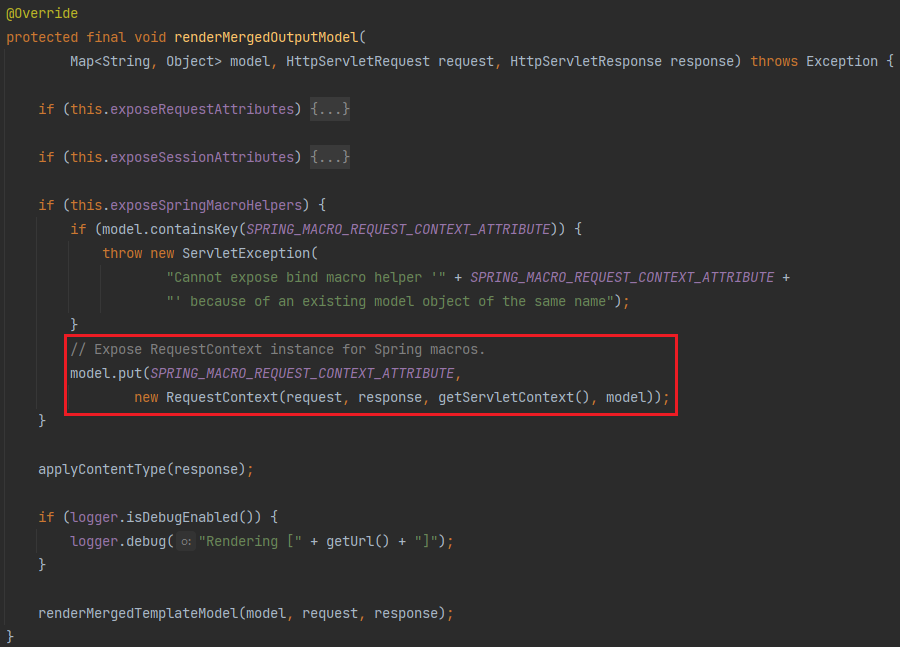 @Override
protected final void renderMergedOutputModel(
Map<String, Object> model, HttpServletRequest request, HttpServletResponse response) throws Exception {
if (this.exposeRequestAttributes) {...}
if (this.exposeSessionAttributes) {...}
if (this.exposeSpringMacroHelpers) {
if (model.containsKey(SPRING_MACRO_REQUEST_CONTEXT_ATTRIBUTE)) {
throw new ServletException(
"Cannot expose bind macro helper '" + SPRING_MACRO_REQUEST_CONTEXT_ATTRIBUTE +
"' because of an existing model object of the same name");
}
// Expose RequestContext instance for Spring macros.
model.put(SPRING_MACRO_REQUEST_CONTEXT_ATTRIBUTE,
new RequestContext(request, response, getServletContext(), model));
}
applyContentType(response);
if (logger.isDebugEnabled()) {
logger.debug( o: "Rendering [" + getUrl() + "]");
}
renderMergedTemplateModel(model, request, response);
}